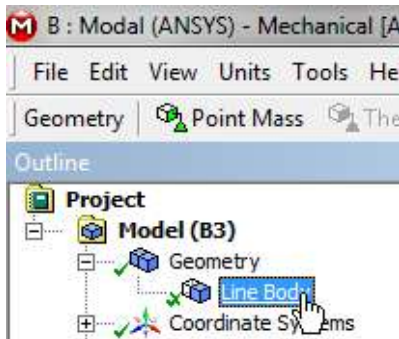 B : Modal (ANSYS) - Mechanical [A
File Edit View Units Tools He
Geometry Point Mass The
Outline
Project
Model (B3)
Geometry
Line Body
Coordinate Systems